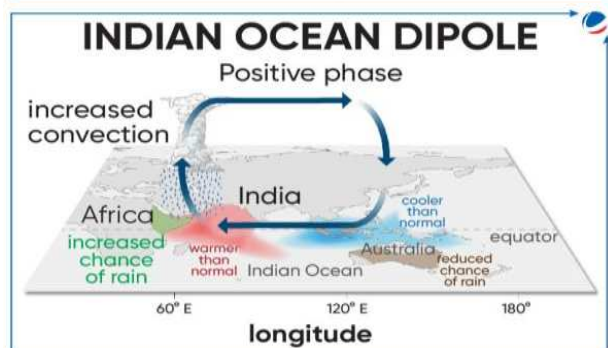 INDIAN OCEAN DIPOLE
Positive phase
increased
convection
India
Africa
increased
chance
of rain
warmer
than
normal
Indian Ocean
cooler
than
normal
Australia
equator
reduced
chance
of rain
60° E
120° E
180°
longitude